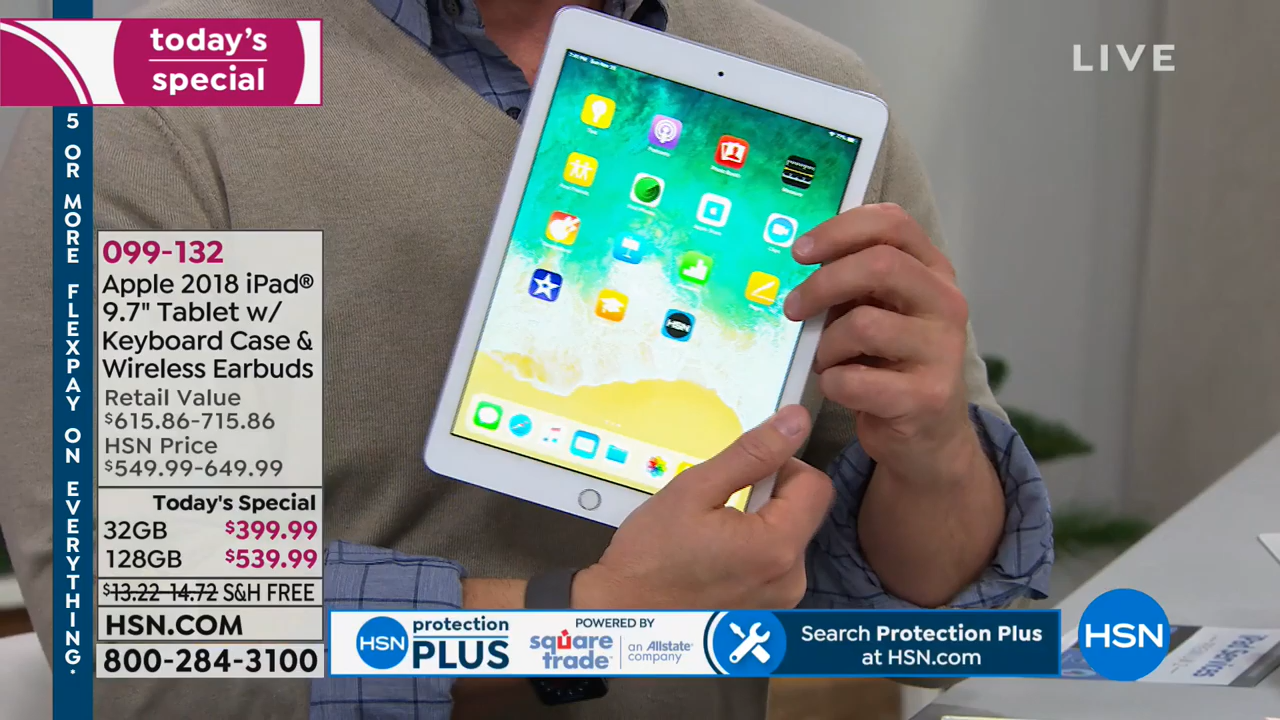 today's
special
LIVE
5 OR MORE FLEXPAY ON EVERYTHING.
099-132
Apple 2018 iPad®
9.7" Tablet w/
Keyboard Case &
Wireless Earbuds
Retail Value
$615.86-715.86
HSN Price
$549.99-649.99
Today's Special
32GB $399.99
128GB $539.99
$13.22-14.72 S&H FREE
HSN.COM
800-284-3100
HSN
HSN
protection
PLUS
POWERED BY
square
trade
an Allstate®
company
Search Protection Plus
at HSN.com
HSN